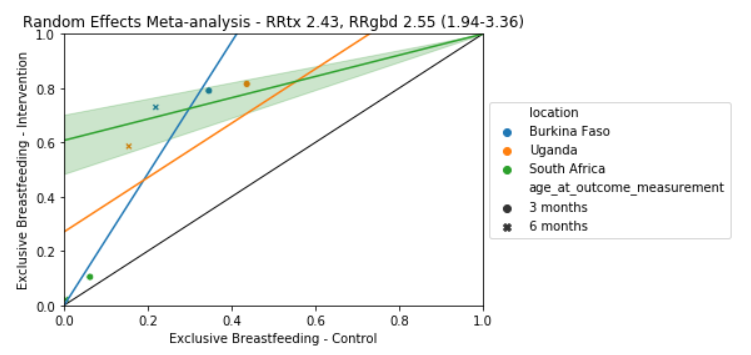 Random Effects Meta-analysis - RRtx 2.43, RRgbd 2.55 (1.94-3.36)
1.0
0.8
0.6
0.4
0.2
0.0
Exclusive Breastfeeding - Intervention
0.0 0.2 0.4 0.6 0.8 1.0
Exclusive Breastfeeding - Control
location
Burkina Faso
Uganda
South Africa
age_at_outcome_measurement
3 months
6 months